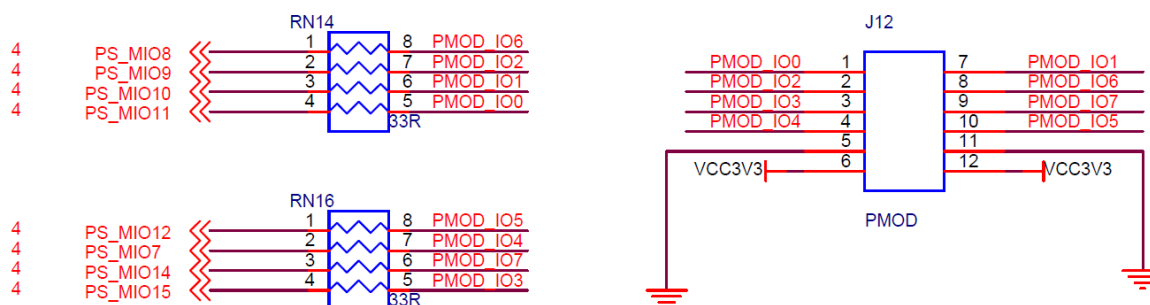 RN14
4 PS_MIO8 1 8 PMOD_IO6
4 PS_MIO9 2 7 PMOD_IO2
4 PS_MIO10 3 6 PMOD_IO1
4 PS_MIO11 4 5 PMOD_IO0
33R
RN16
4 PS_MIO12 1 8 PMOD_IO5
4 PS_MIO7 2 7 PMOD_IO4
4 PS_MIO14 3 6 PMOD_IO7
4 PS_MIO15 4 5 PMOD_IO3
33R
J12
PMOD_IO0 1 7 PMOD_IO1
PMOD_IO2 2 8 PMOD_IO6
PMOD_IO3 3 9 PMOD_IO7
PMOD_IO4 4 10 PMOD_IO5
5 11
VCC3V3 6 12 VCC3V3
PMOD